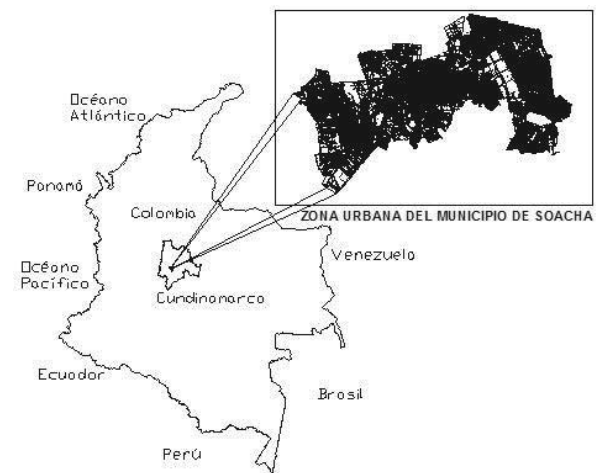 Océano
Atlántico
Panamá
Colombia
ZONA URBANA DEL MUNICIPIO DE SOACHA
Venezuela
Océano
Pacífico
Cundinamarca
Ecuador
Brasil
Perú